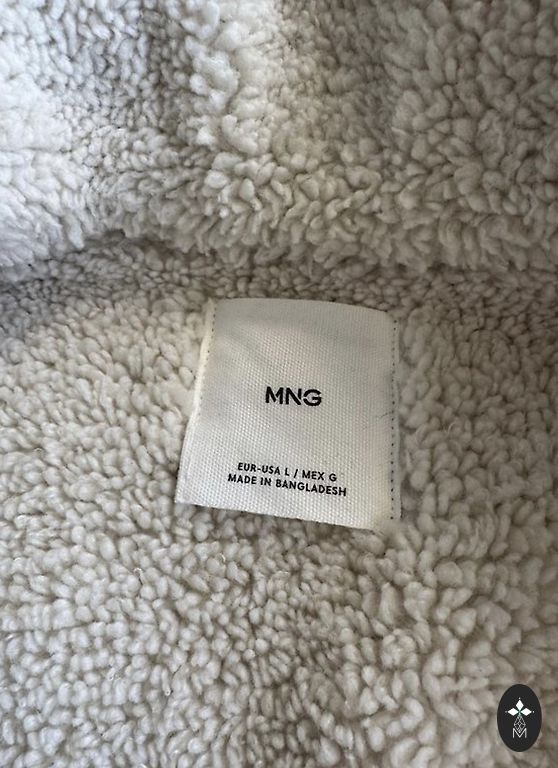 MNG
EUR-USA L / MEX G
MADE IN BANGLADESH
M